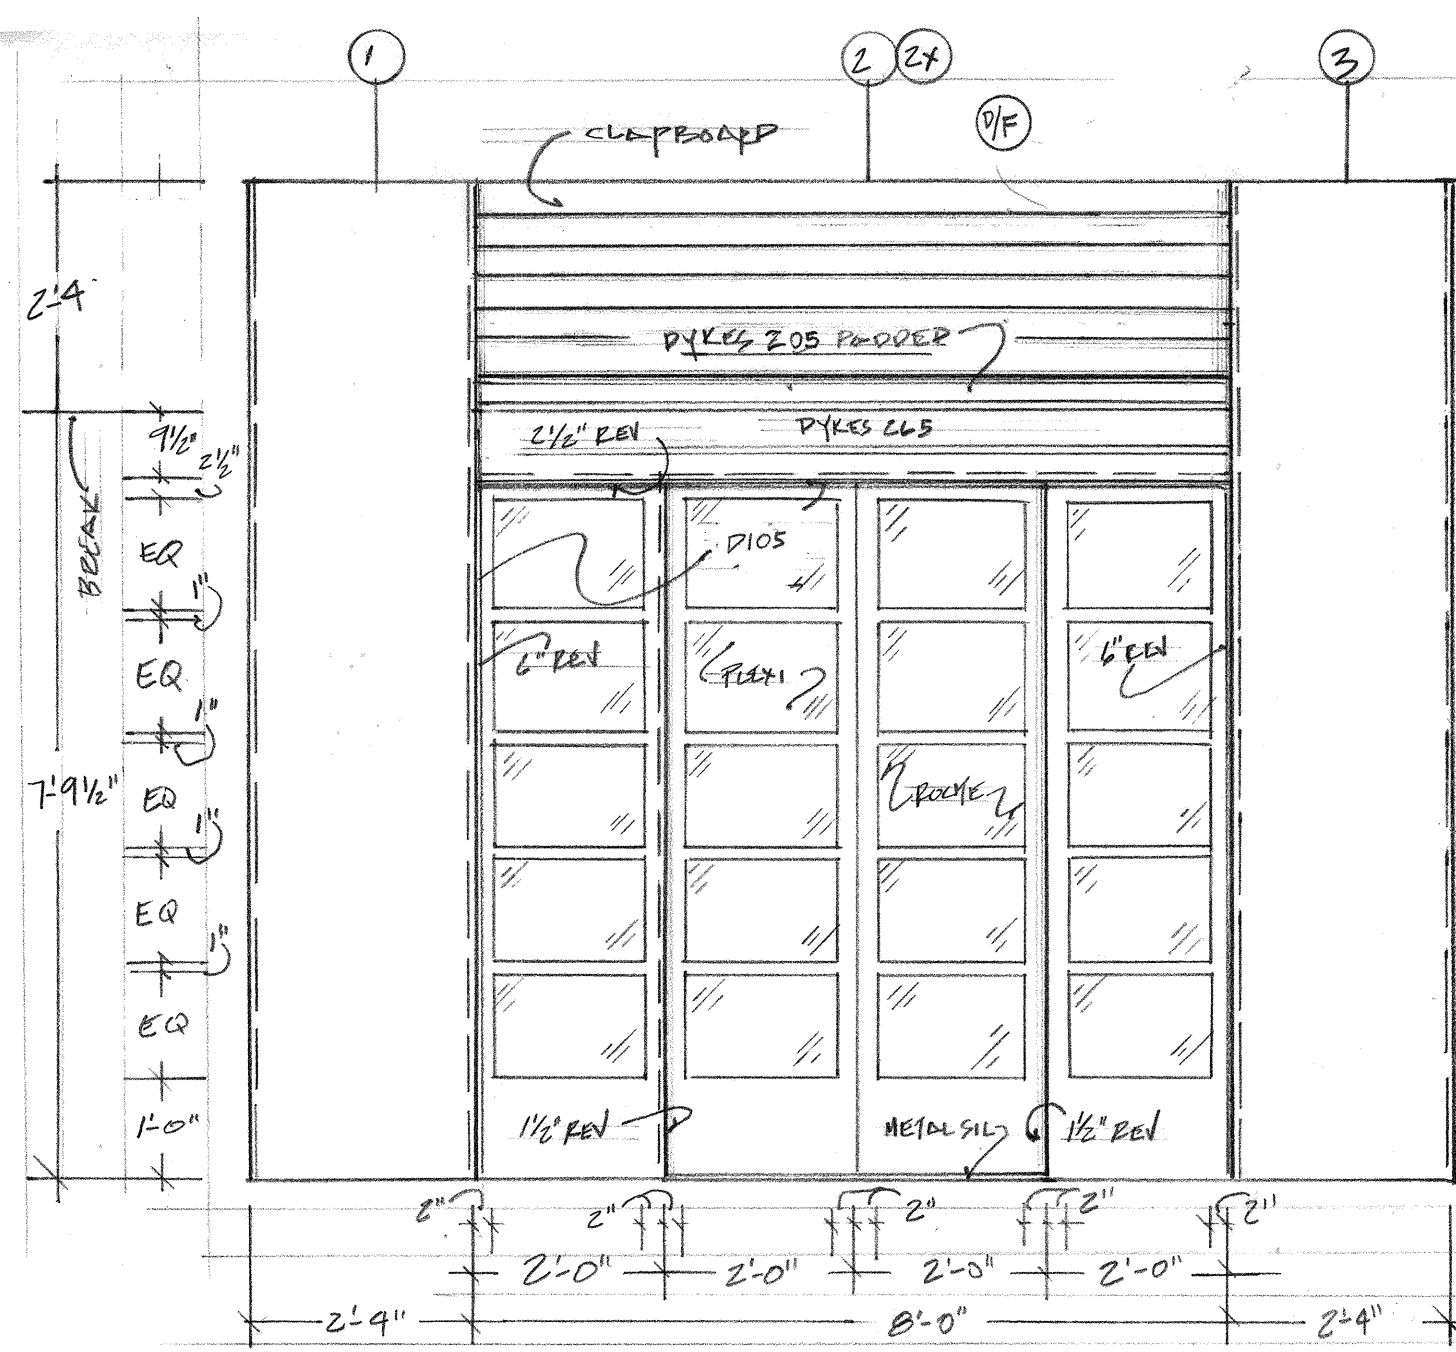 1
2
2X
3
D/F
CLAPBOARD
2'-4
DYKES 205 PODDED
9½"
2½"
2½" REV
DYKES 265
BREAK
EQ
D105
1"
6" REV
PLEXI
6" REV
EQ
1"
7'-9½"
EQ
1"
EQ
1"
EQ
1'-0"
1½" REV
METAL SILL
1½" REV
2"
2"
2"
2"
2"
2'-0"
2'-0"
2'-0"
2'-0"
2'-4"
8'-0"
2'-4"